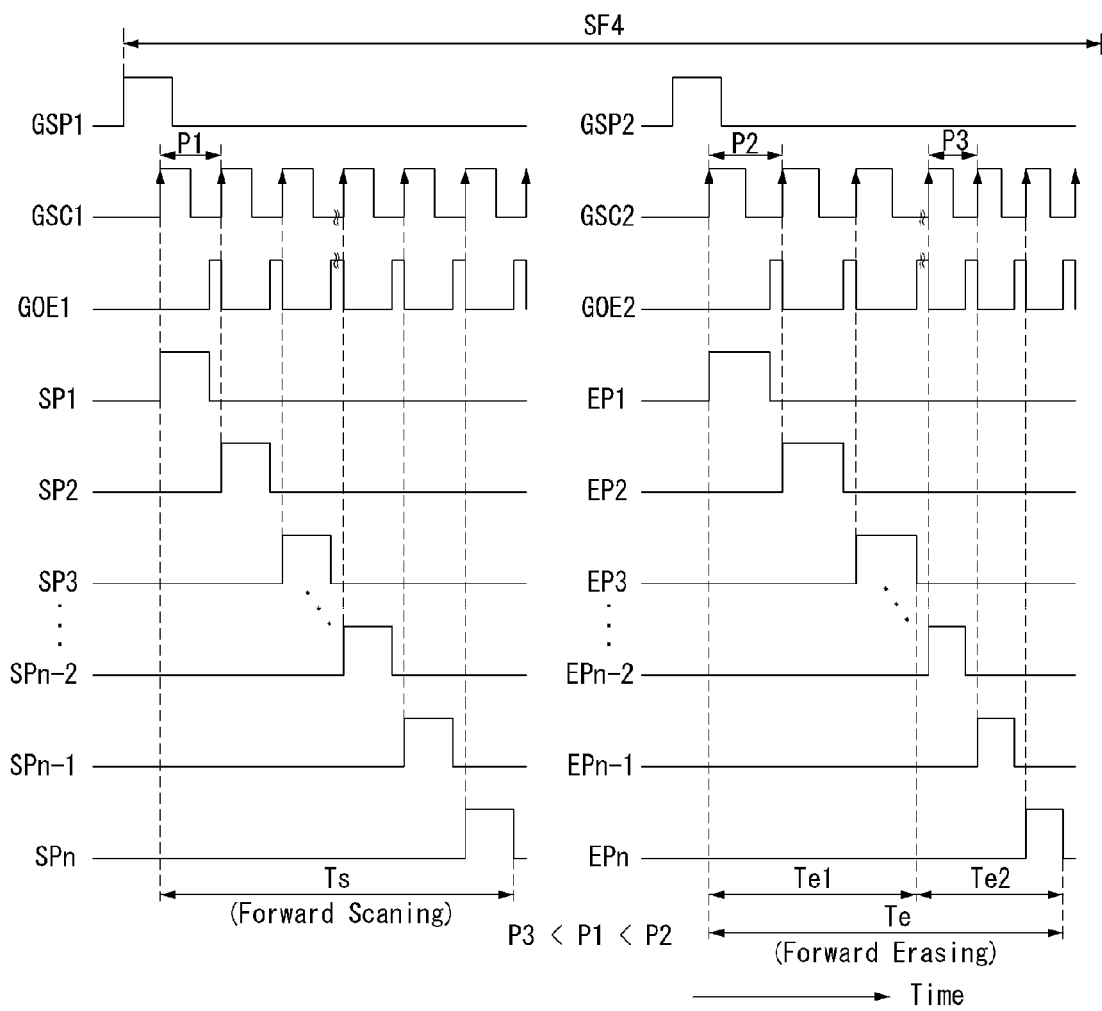 SF4
GSP1
GSP2
P1
P2
P3
GSC1
GSC2
GOE1
GOE2
SP1
EP1
SP2
EP2
SP3
EP3
SPn-2
EPn-2
SPn-1
EPn-1
SPn
EPn
Ts
Te1
Te2
(Forward Scaning)
Te
P3 < P1 < P2
(Forward Erasing)
Time